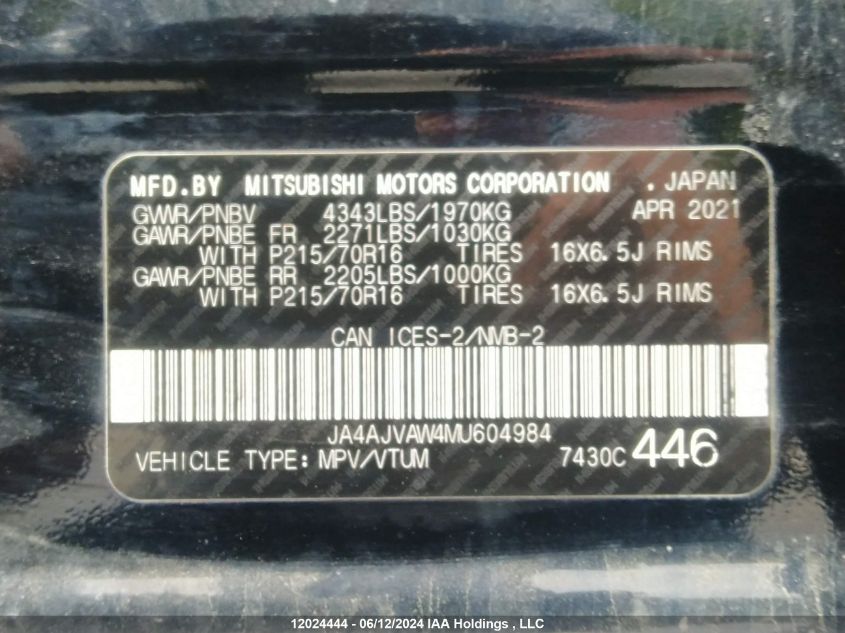 MFD.BY MITSUBISHI MOTORS CORPORATION . JAPAN
GVWR/PNBV 4343LBS/1970KG APR 2021
GAWR/PNBE FR 2271LBS/1030KG
WITH P215/70R16 TIRES 16X6.5J RIMS
GAWR/PNBE RR 2205LBS/1000KG
WITH P215/70R16 TIRES 16X6.5J RIMS
CAN ICES-2/NMB-2
JA4AJVAW4MU604984
VEHICLE TYPE:MPV/VTUM 7430C 446
12024444 - 06/12/2024 IAA Holdings , LLC